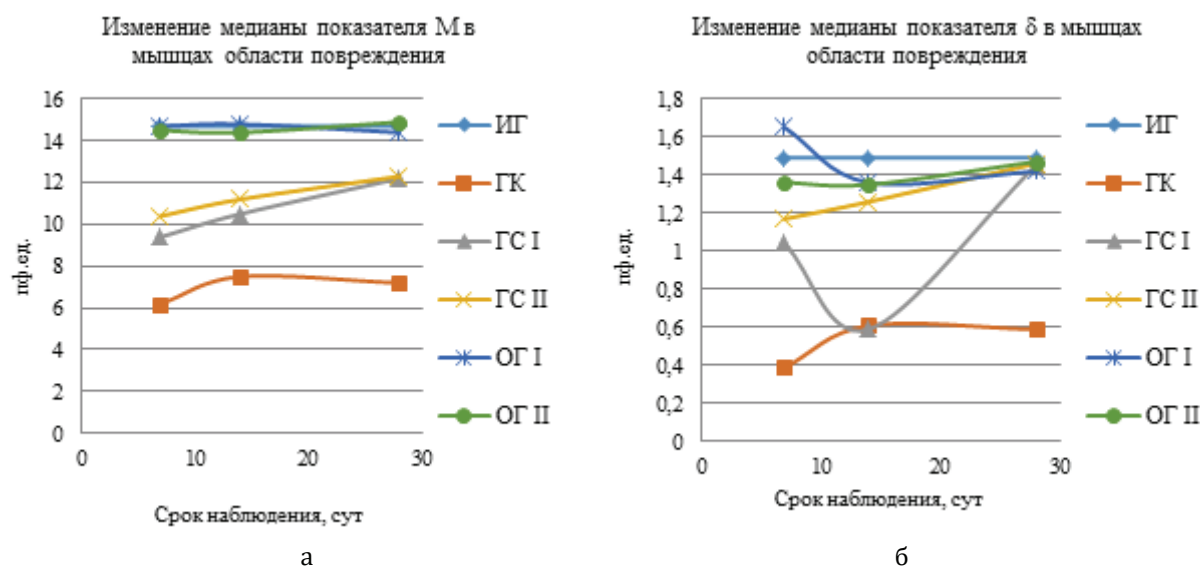 Изменение медианы показателя М в
мышцах области повреждения
пф.ед.
16
14
12
10
8
6
4
2
0
0 10 20 30
Срок наблюдения, сут
ИГ
ГК
ГС I
ГС II
ОГ I
ОГ II
а
Изменение медианы показателя δ в мышцах
области повреждения
пф.ед.
1,8
1,6
1,4
1,2
1
0,8
0,6
0,4
0,2
0
0 10 20 30
Срок наблюдения, сут
ИГ
ГК
ГС I
ГС II
ОГ I
ОГ II
б